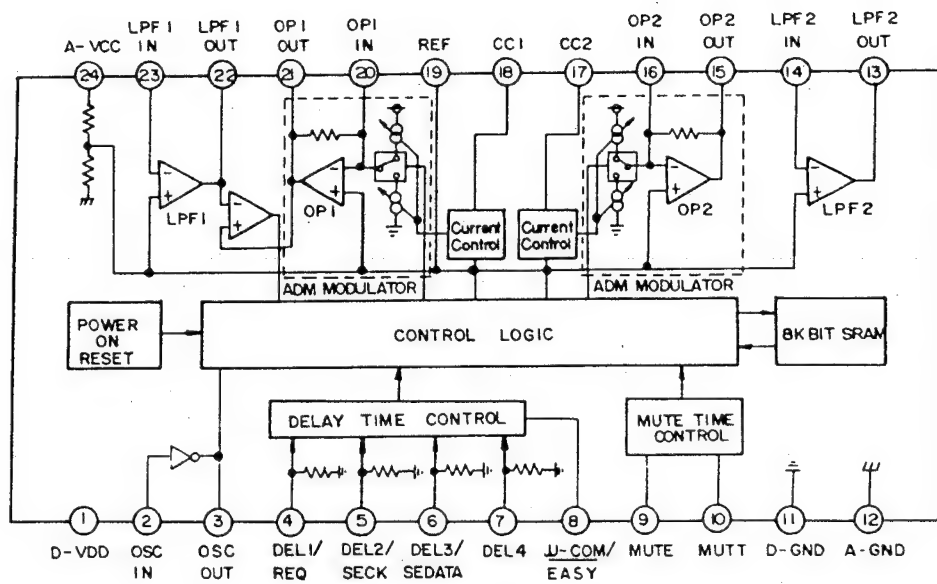 A-VCC
LPF1 IN
LPF1 OUT
OP1 OUT
OP1 IN
REF
CC1
CC2
OP2 IN
OP2 OUT
LPF2 IN
LPF2 OUT
24 23 22 21 20 19 18 17 16 15 14 13
-
+
LPF1
-
+
OP1
-
+
Current Control
Current Control
-
+
OP2
-
+
LPF2
ADM MODULATOR
ADM MODULATOR
POWER ON RESET
CONTROL LOGIC
8K BIT SRAM
DELAY TIME CONTROL
MUTE TIME CONTROL
1 2 3 4 5 6 7 8 9 10 11 12
D-VDD
OSC IN
OSC OUT
DEL1/ REQ
DEL2/ SECK
DEL3/ SEDATA
DEL4
μ-COM/ EASY
MUTE
MUTT
D-GND
A-GND